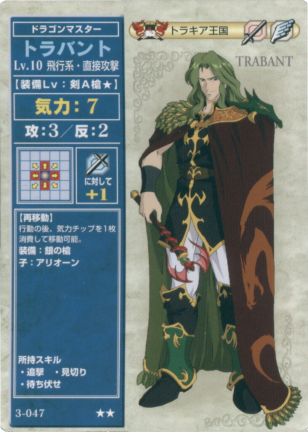 ドラゴンマスター
トラバント
Lv.10 飛行系・直接攻撃
【装備Lv：剣A槍★】
気力：7
攻：3／反：2
に対して
+1
【再移動】
行動の後、気力チップを1枚
消費して移動可能。
装備：銀の槍
子：アリオーン
所持スキル
・追撃 ・見切り
・待ち伏せ
3-047
★★
トラキア王国
TRABANT